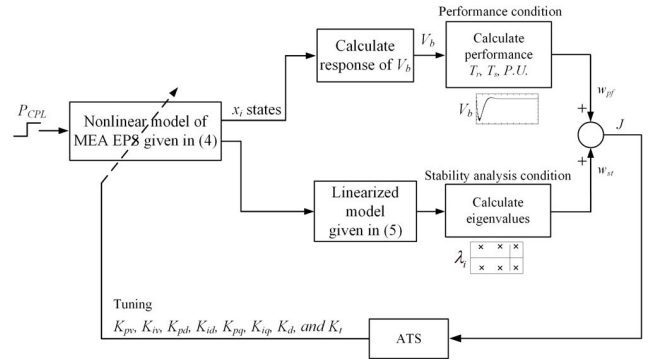 Performance condition
Calculate
response of V_b
V_b
Calculate
performance
T_r, T_s, P.U.
w_pf
P_CPL
Nonlinear model of
MEA EPS given in (4)
x_i states
V_b
+
J
+
w_st
Stability analysis condition
Linearized
model
given in (5)
Calculate
eigenvalues
λ_i
Tuning
K_pv, K_iv, K_pd, K_id, K_pq, K_iq, K_d, and K_t
ATS